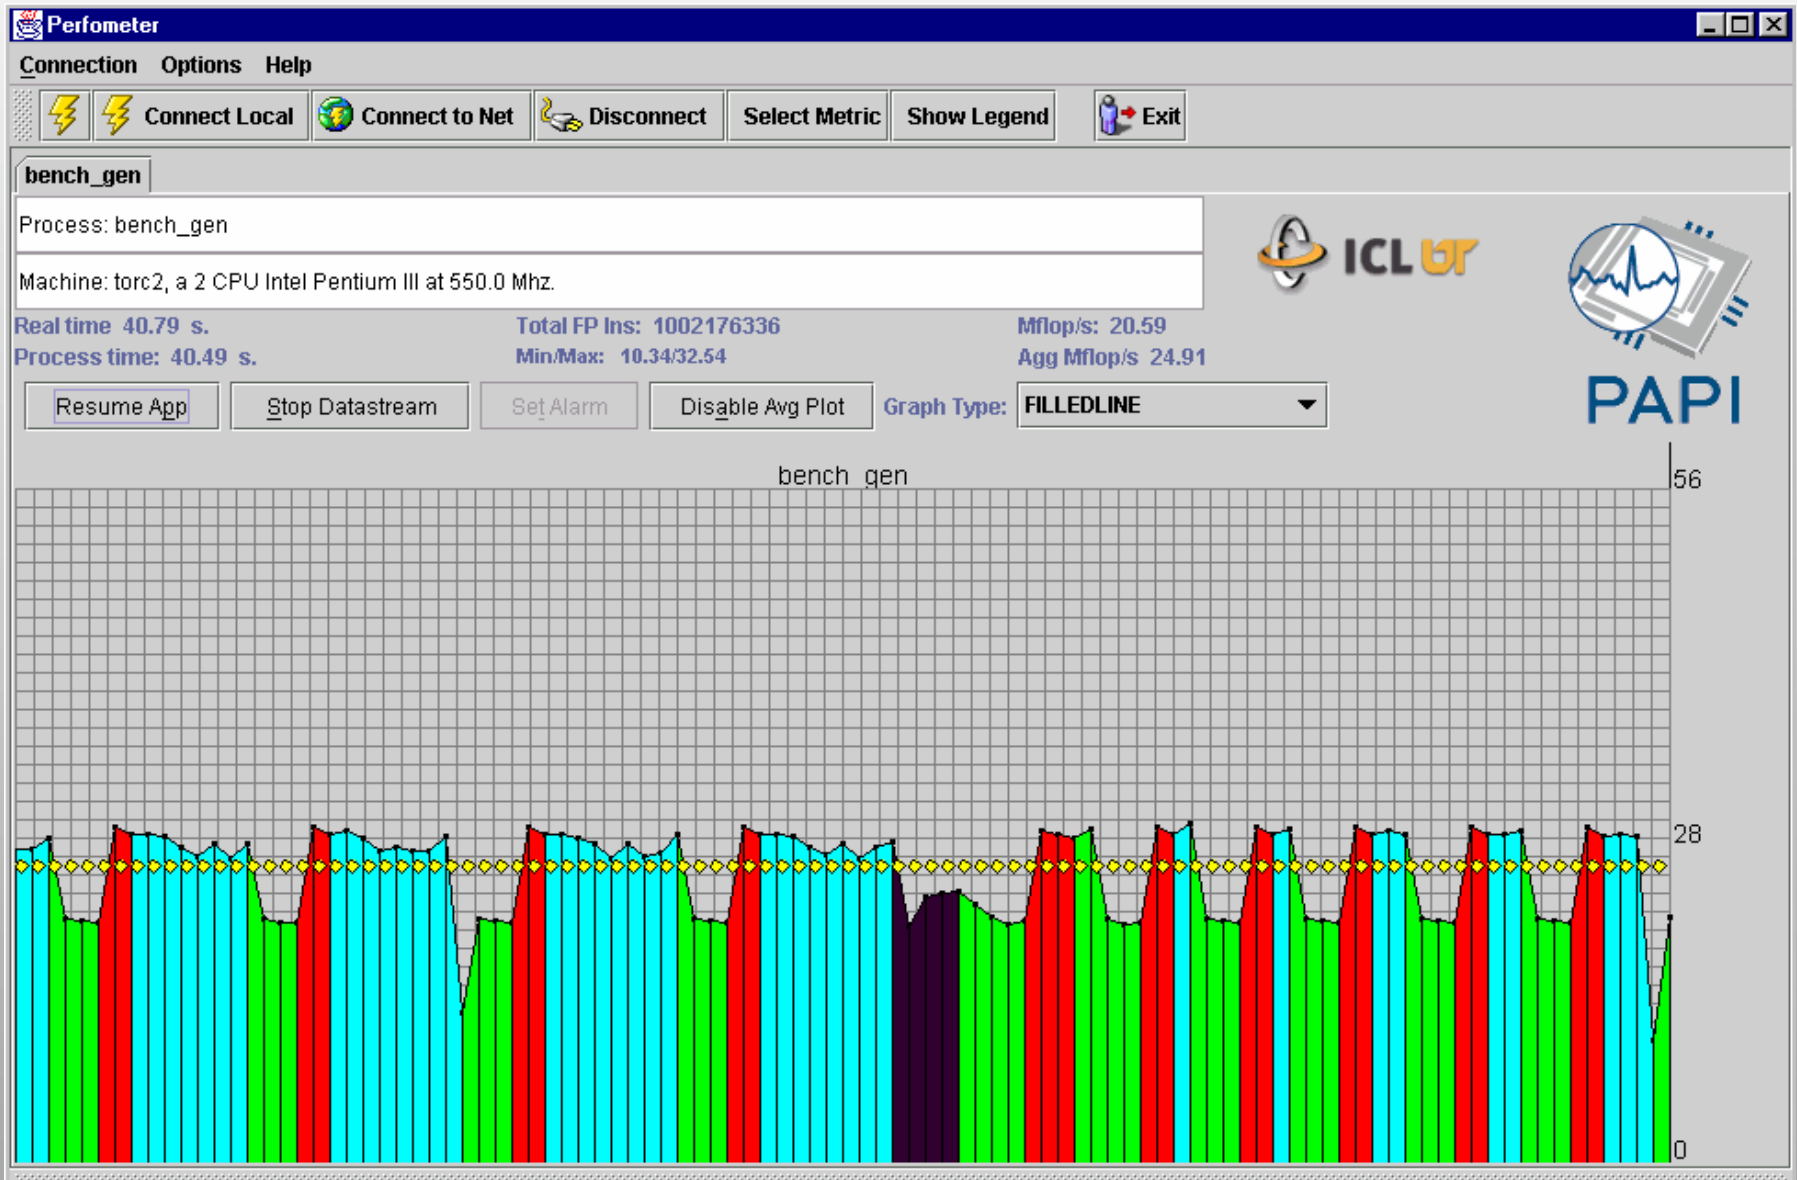 Perfometer
Connection Options Help
Connect Local Connect to Net Disconnect Select Metric Show Legend Exit
bench_gen
Process: bench_gen
Machine: torc2, a 2 CPU Intel Pentium III at 550.0 Mhz.
ICL UT
Real time 40.79 s. Total FP Ins: 1002176336 Mflop/s: 20.59
Process time: 40.49 s. Min/Max: 10.34/32.54 Agg Mflop/s 24.91
Resume App Stop Datastream Set Alarm Disable Avg Plot Graph Type: FILLEDLINE
PAPI
bench_gen
56
28
0